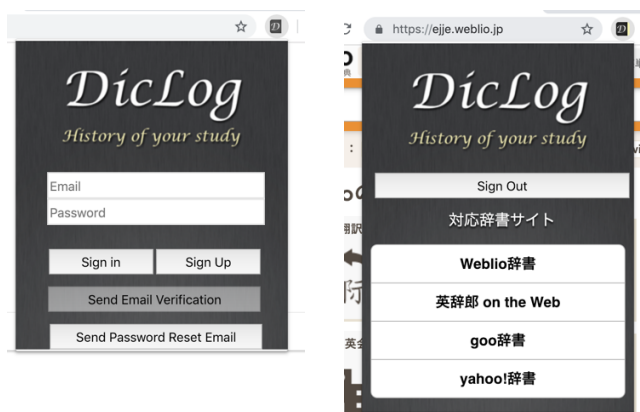 DicLog
History of your study
Email
Password
Sign in
Sign Up
Send Email Verification
Send Password Reset Email
https://ejje.weblio.jp
DicLog
History of your study
Sign Out
対応辞書サイト
Weblio辞書
英辞郎 on the Web
goo辞書
yahoo!辞書